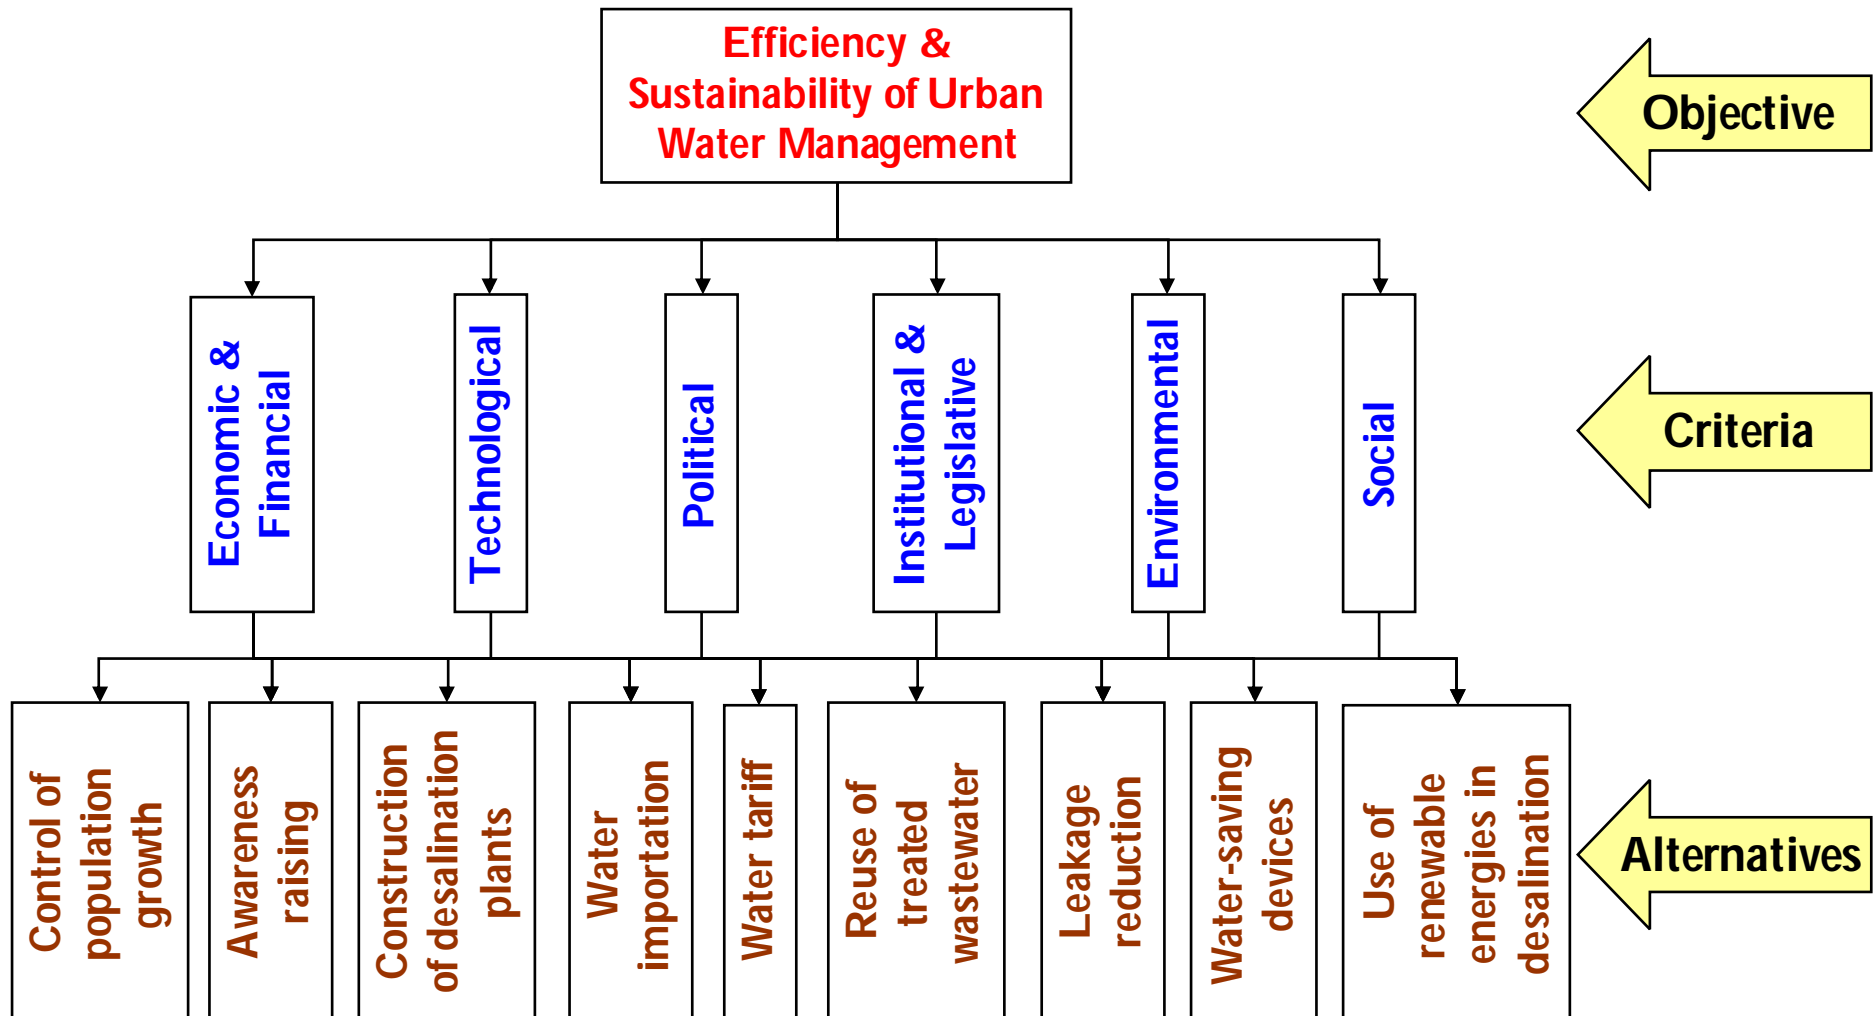 Efficiency &
Sustainability of Urban
Water Management
Objective
Economic &
Financial
Technological
Political
Institutional &
Legislative
Environmental
Social
Criteria
Control of
population
growth
Awareness
raising
Construction
of desalination
plants
Water
importation
Water tariff
Reuse of
treated
wastewater
Leakage
reduction
Water-saving
devices
Use of
renewable
energies in
desalination
Alternatives